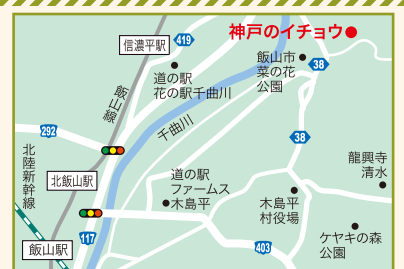 神戸のイチョウ
信濃平駅
419
飯山市
菜の花
公園
38
道の駅
花の駅千曲川
飯山線
千曲川
292
38
北陸新幹線
北飯山駅
道の駅
ファームス
木島平
木島平
村役場
龍興寺
清水
ケヤキの森
公園
117
飯山駅
403